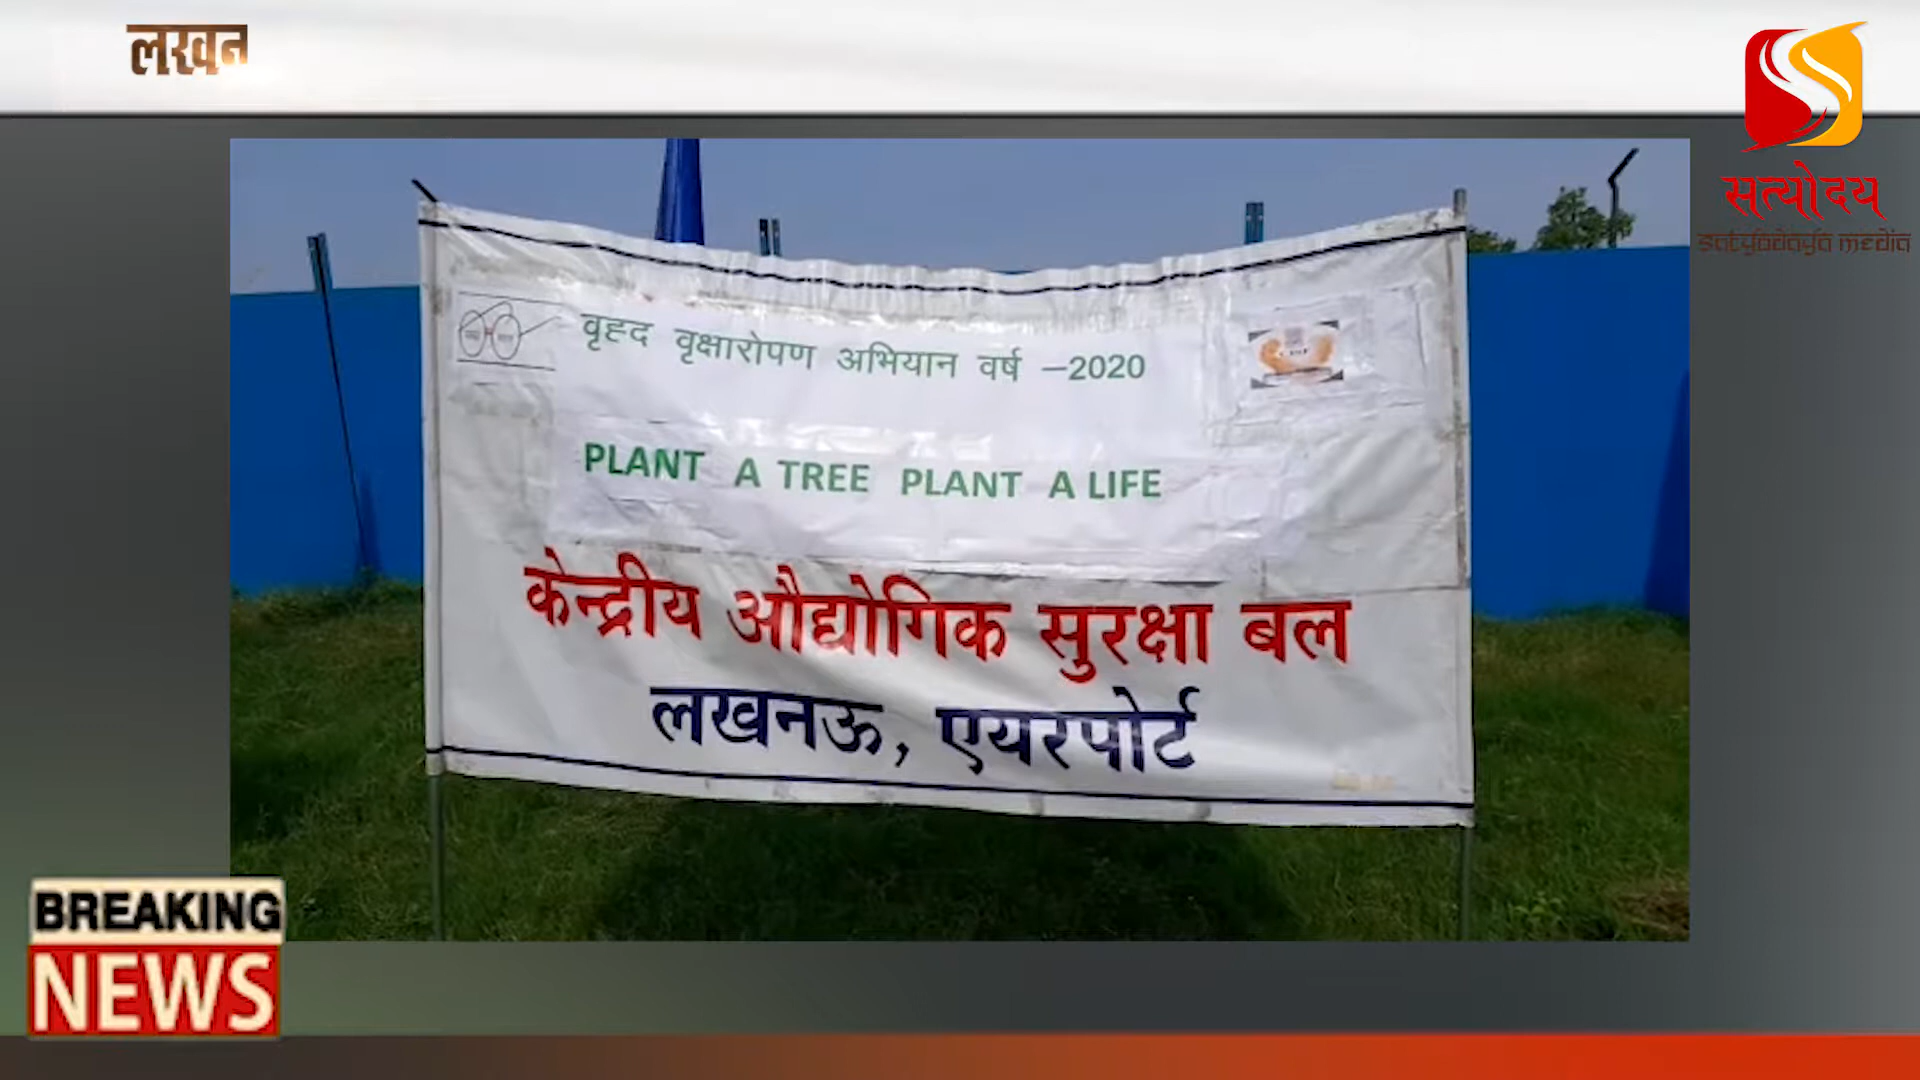 लखन
सत्योदय
satyodaya media
वृह्द वृक्षारोपण अभियान वर्ष –2020
PLANT A TREE PLANT A LIFE
केन्द्रीय औद्योगिक सुरक्षा बल
लखनऊ, एयरपोर्ट
BREAKING
NEWS